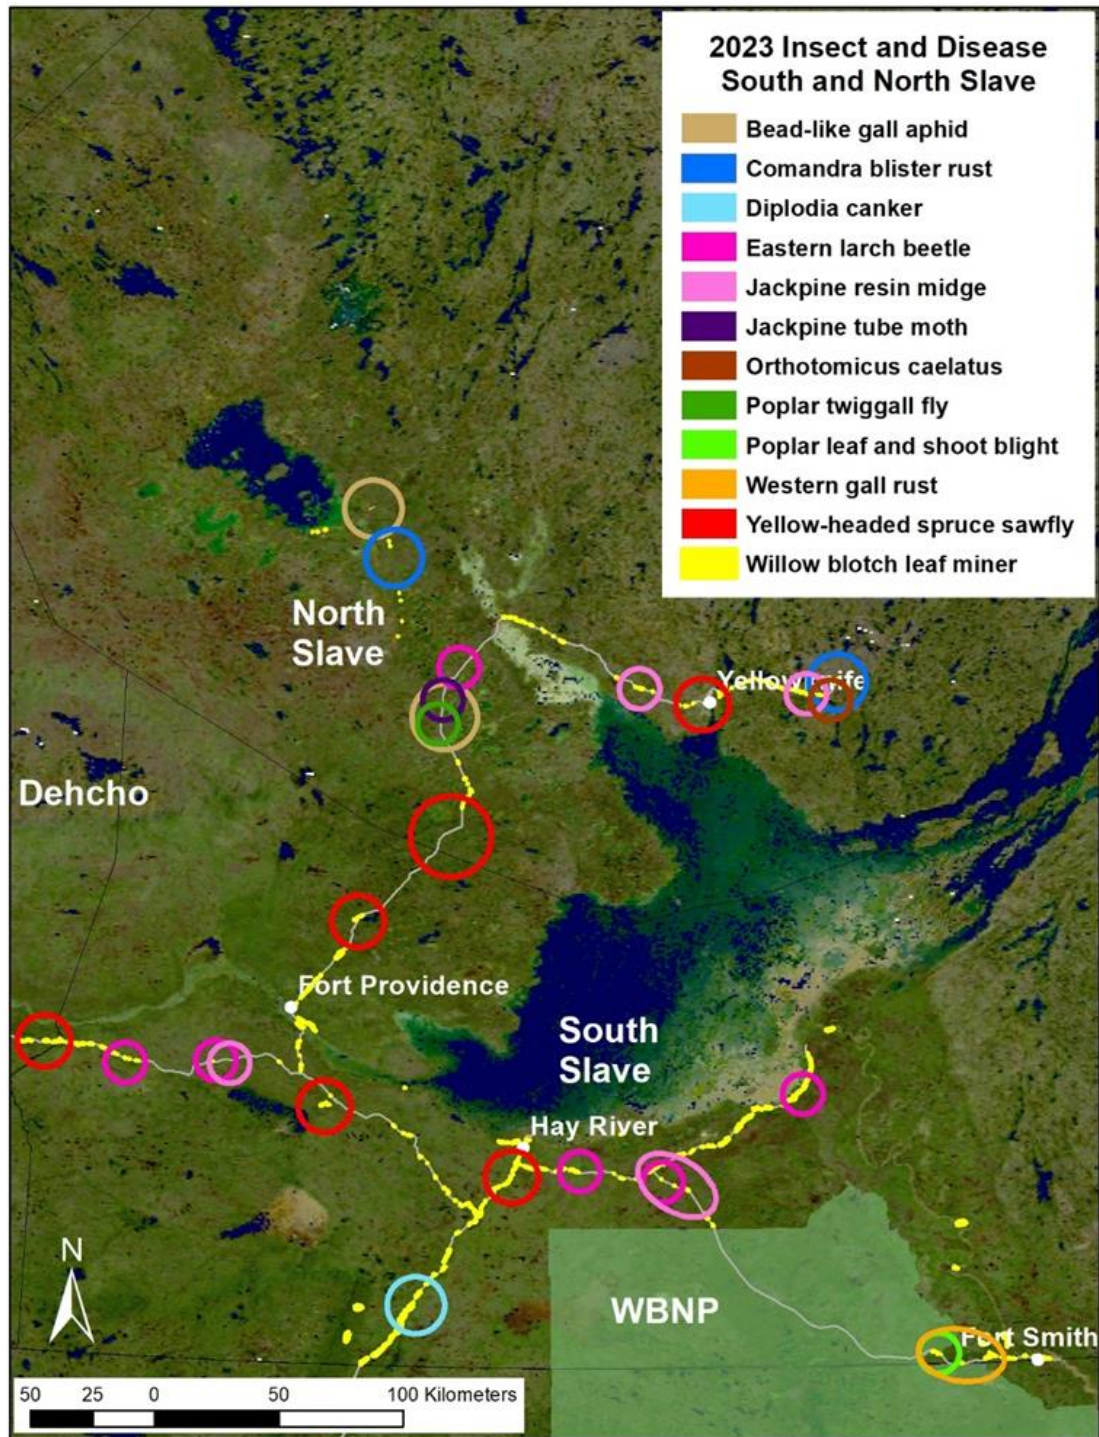 2023 Insect and Disease
South and North Slave
Bead-like gall aphid
Comandra blister rust
Diplodia canker
Eastern larch beetle
Jackpine resin midge
Jackpine tube moth
Orthotomicus caelatus
Poplar twiggall fly
Poplar leaf and shoot blight
Western gall rust
Yellow-headed spruce sawfly
Willow blotch leaf miner
North
Slave
Yellowknife
Dehcho
Fort Providence
South
Slave
Hay River
N
WBNP
Fort Smith
50 25 0 50 100 Kilometers